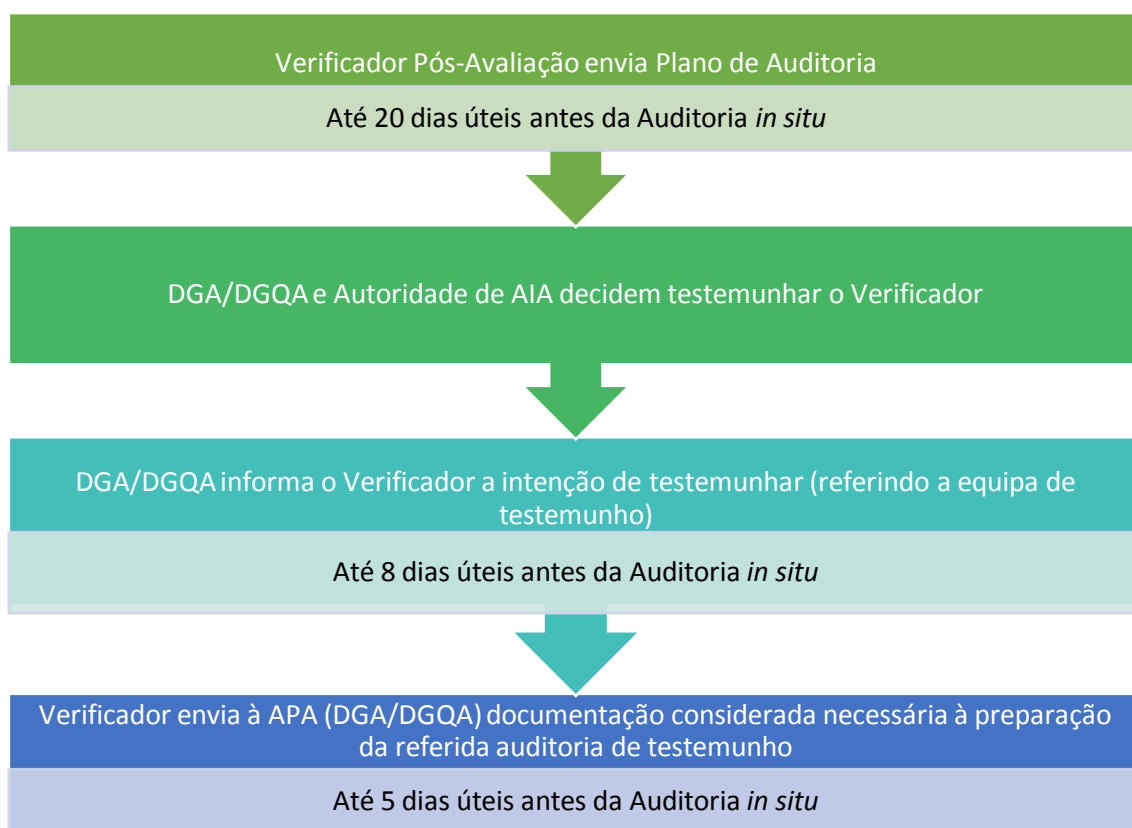 Verificador Pós-Avaliação envia Plano de Auditoria
Até 20 dias úteis antes da Auditoria in situ
DGA/DGQA e Autoridade de AIA decidem testemunhar o Verificador
DGA/DGQA informa o Verificador a intenção de testemunhar (referindo a equipa de
testemunho)
Até 8 dias úteis antes da Auditoria in situ
Verificador envia à APA (DGA/DGQA) documentação considerada necessária à preparação
da referida auditoria de testemunho
Até 5 dias úteis antes da Auditoria in situ